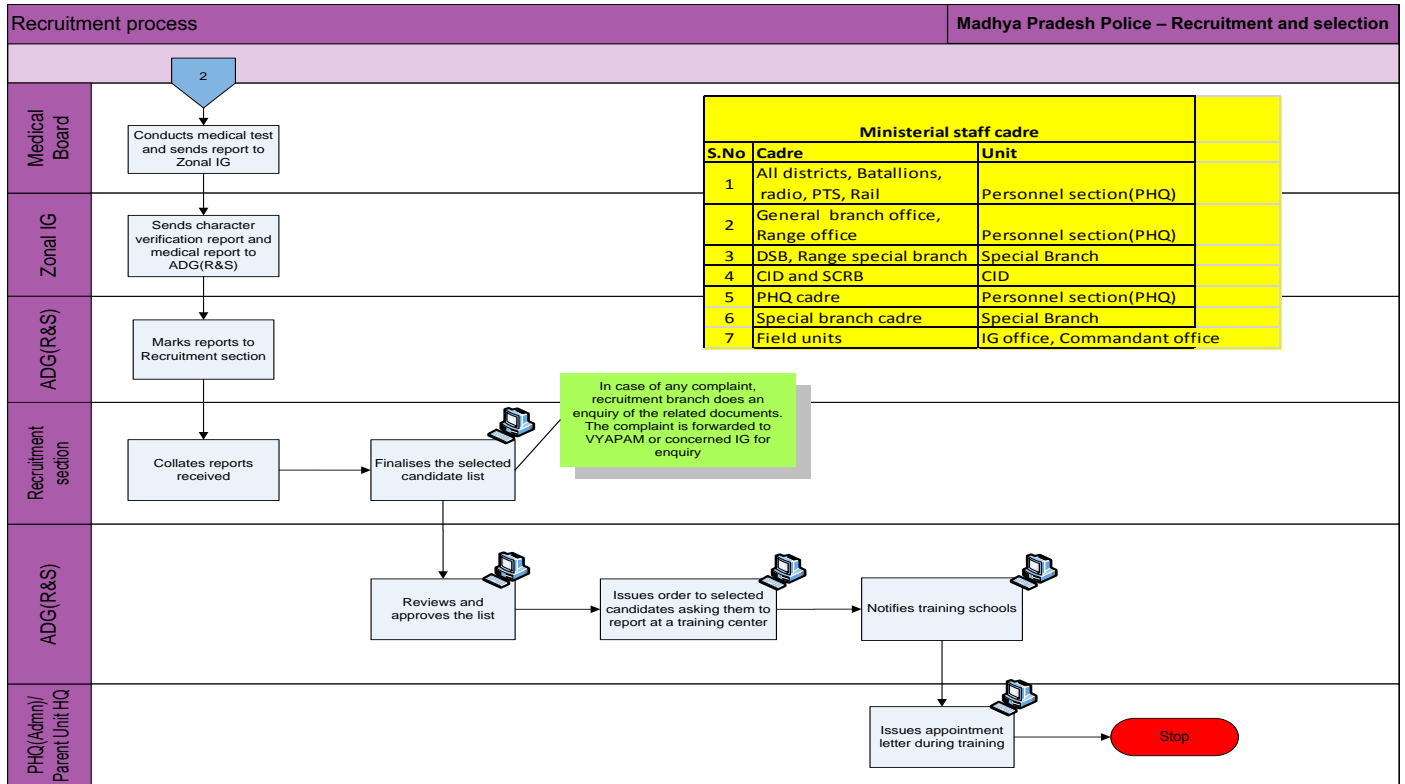 Recruitment process
Madhya Pradesh Police – Recruitment and selection
2
Medical
Board
Conducts medical test
and sends report to
Zonal IG
Ministerial staff cadre
S.No Cadre Unit
1 All districts, Batallions,
radio, PTS, Rail Personnel section(PHQ)
2 General branch office,
Range office Personnel section(PHQ)
3 DSB, Range special branch Special Branch
4 CID and SCRB CID
5 PHQ cadre Personnel section(PHQ)
6 Special branch cadre Special Branch
7 Field units IG office, Commandant office
Zonal IG
Sends character
verification report and
medical report to
ADG(R&S)
ADG(R&S)
Marks reports to
Recruitment section
In case of any complaint,
recruitment branch does an
enquiry of the related documents.
The complaint is forwarded to
VYAPAM or concerned IG for
enquiry
Recruitment
section
Collates reports
received
Finalises the selected
candidate list
ADG(R&S)
Reviews and
approves the list
Issues order to selected
candidates asking them to
report at a training center
Notifies training schools
PHQ(Admn)/
Parent Unit HQ
Issues appointment
letter during training
Stop